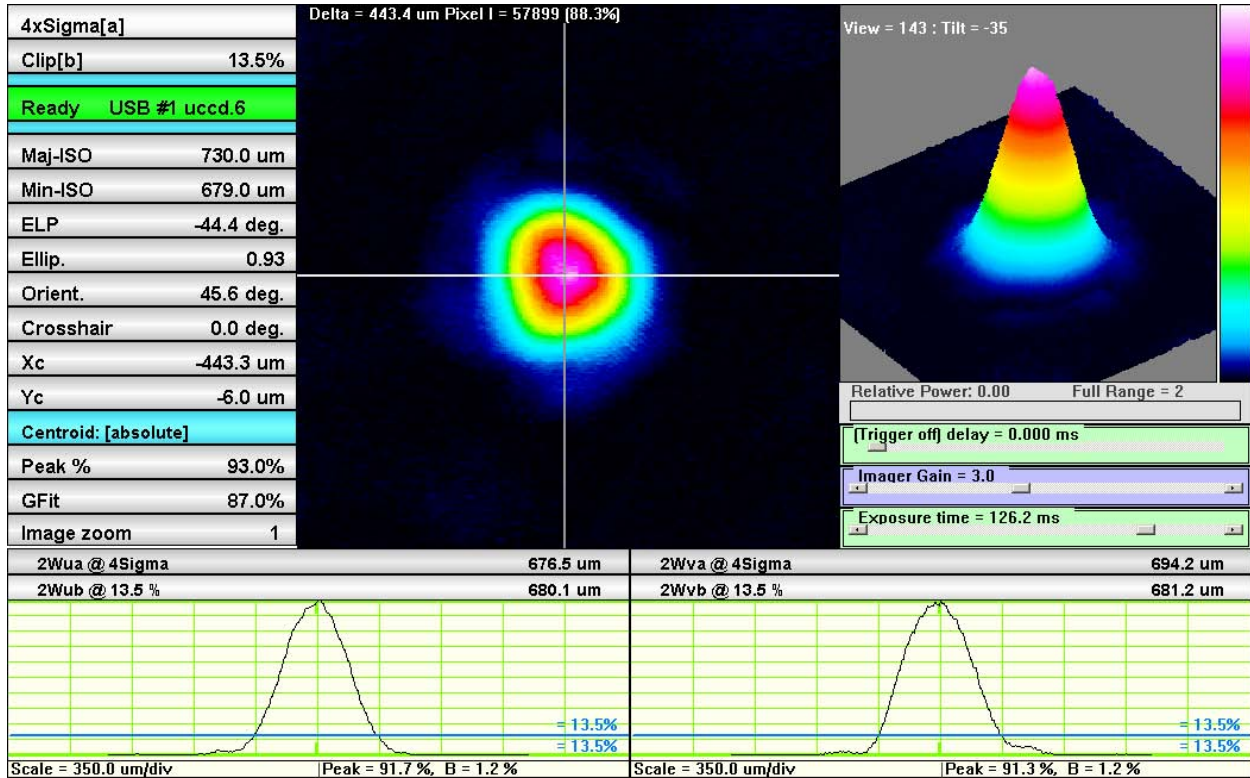 4xSigma[a]
Clip[b] 13.5%
Ready USB #1 uccd.6
Maj-ISO 730.0 um
Min-ISO 679.0 um
ELP -44.4 deg.
Ellip. 0.93
Orient. 45.6 deg.
Crosshair 0.0 deg.
Xc -443.3 um
Yc -6.0 um
Centroid: [absolute]
Peak % 93.0%
GFit 87.0%
Image zoom 1
Delta = 443.4 um Pixel I = 57899 (88.3%)
View = 143 : Tilt = -35
Relative Power: 0.00 Full Range = 2
(Trigger off) delay = 0.000 ms
Imager Gain = 3.0
Exposure time = 126.2 ms
2Wua @ 4Sigma 676.5 um
2Wub @ 13.5 % 680.1 um
= 13.5%
= 13.5%
Scale = 350.0 um/div Peak = 91.7 %, B = 1.2 %
2Wva @ 4Sigma 694.2 um
2Wvb @ 13.5 % 681.2 um
= 13.5%
= 13.5%
Scale = 350.0 um/div Peak = 91.3 %, B = 1.2 %